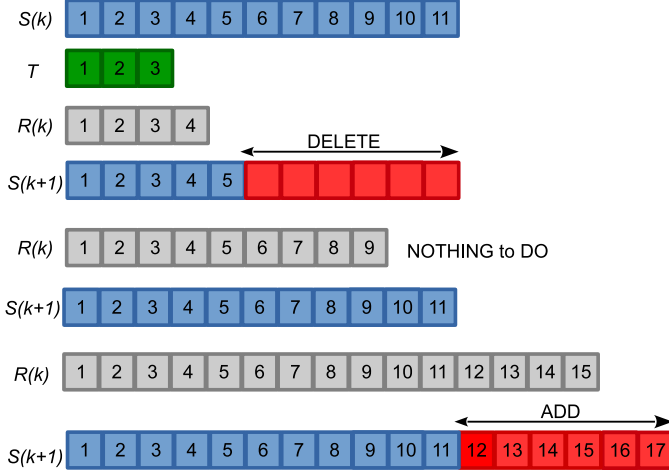 S(k) 1 2 3 4 5 6 7 8 9 10 11
T 1 2 3
R(k) 1 2 3 4
DELETE
S(k+1) 1 2 3 4 5
R(k) 1 2 3 4 5 6 7 8 9 NOTHING to DO
S(k+1) 1 2 3 4 5 6 7 8 9 10 11
R(k) 1 2 3 4 5 6 7 8 9 10 11 12 13 14 15
ADD
S(k+1) 1 2 3 4 5 6 7 8 9 10 11 12 13 14 15 16 17